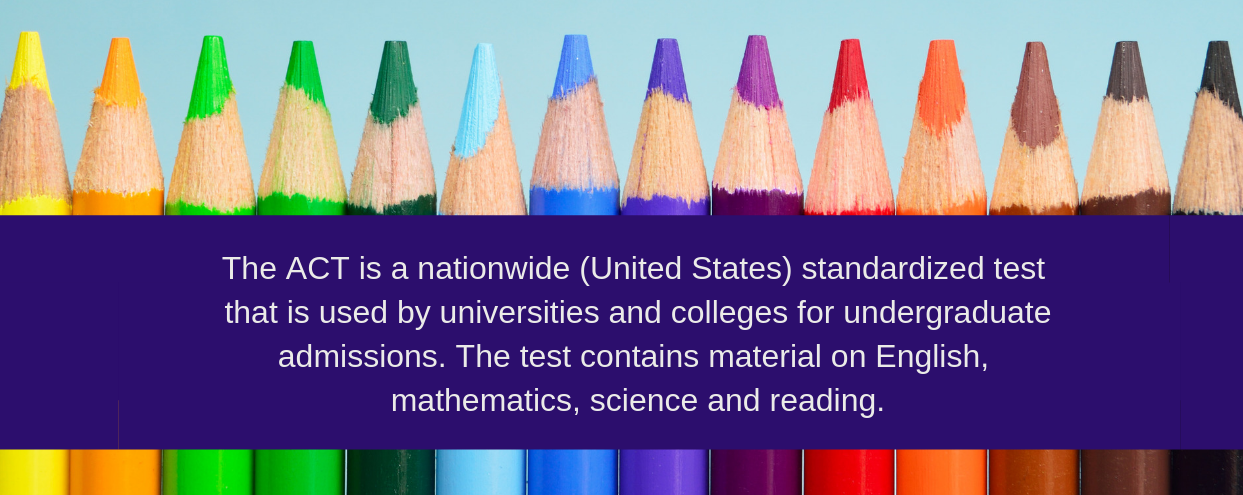 The ACT is a nationwide (United States) standardized test
that is used by universities and colleges for undergraduate
admissions. The test contains material on English,
mathematics, science and reading.